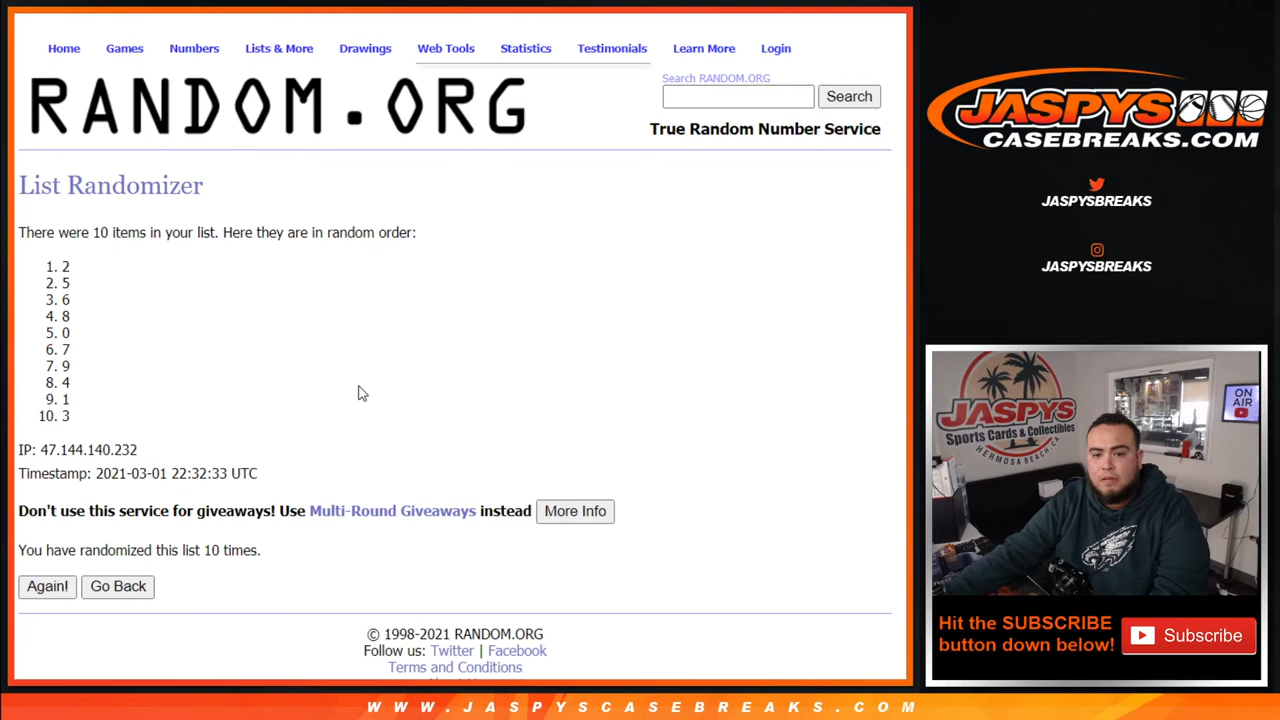 Home Games Numbers Lists & More Drawings Web Tools Statistics Testimonials Learn More Login
RANDOM.ORG
Search RANDOM.ORG
Search
True Random Number Service
List Randomizer
There were 10 items in your list. Here they are in random order:
1. 2
2. 5
3. 6
4. 8
5. 0
6. 7
7. 9
8. 4
9. 1
10. 3
IP: 47.144.140.232
Timestamp: 2021-03-01 22:32:33 UTC
Don't use this service for giveaways! Use Multi-Round Giveaways instead More Info
You have randomized this list 10 times.
Again! Go Back
© 1998-2021 RANDOM.ORG
Follow us: Twitter | Facebook
Terms and Conditions
JASPYS
CASEBREAKS.COM
JASPYSBREAKS
JASPYSBREAKS
JASPYS
Sports Cards & Collectibles
HERMOSA BEACH, CA
ON
AIR
Hit the SUBSCRIBE
button down below!
Subscribe
WWW.JASPYSCASEBREAKS.COM